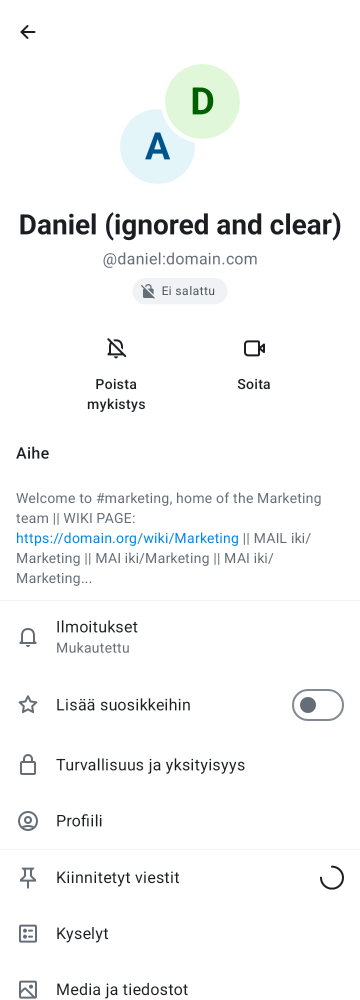 D
A
Daniel (ignored and clear)
@daniel:domain.com
Ei salattu
Poista
mykistys
Soita
Aihe
Welcome to #marketing, home of the Marketing
team || WIKI PAGE:
https://domain.org/wiki/Marketing || MAIL iki/
Marketing || MAI iki/Marketing || MAI iki/
Marketing...
Ilmoitukset
Mukautettu
Lisää suosikkeihin
Turvallisuus ja yksityisyys
Profiili
Kiinnitetyt viestit
Kyselyt
Media ja tiedostot